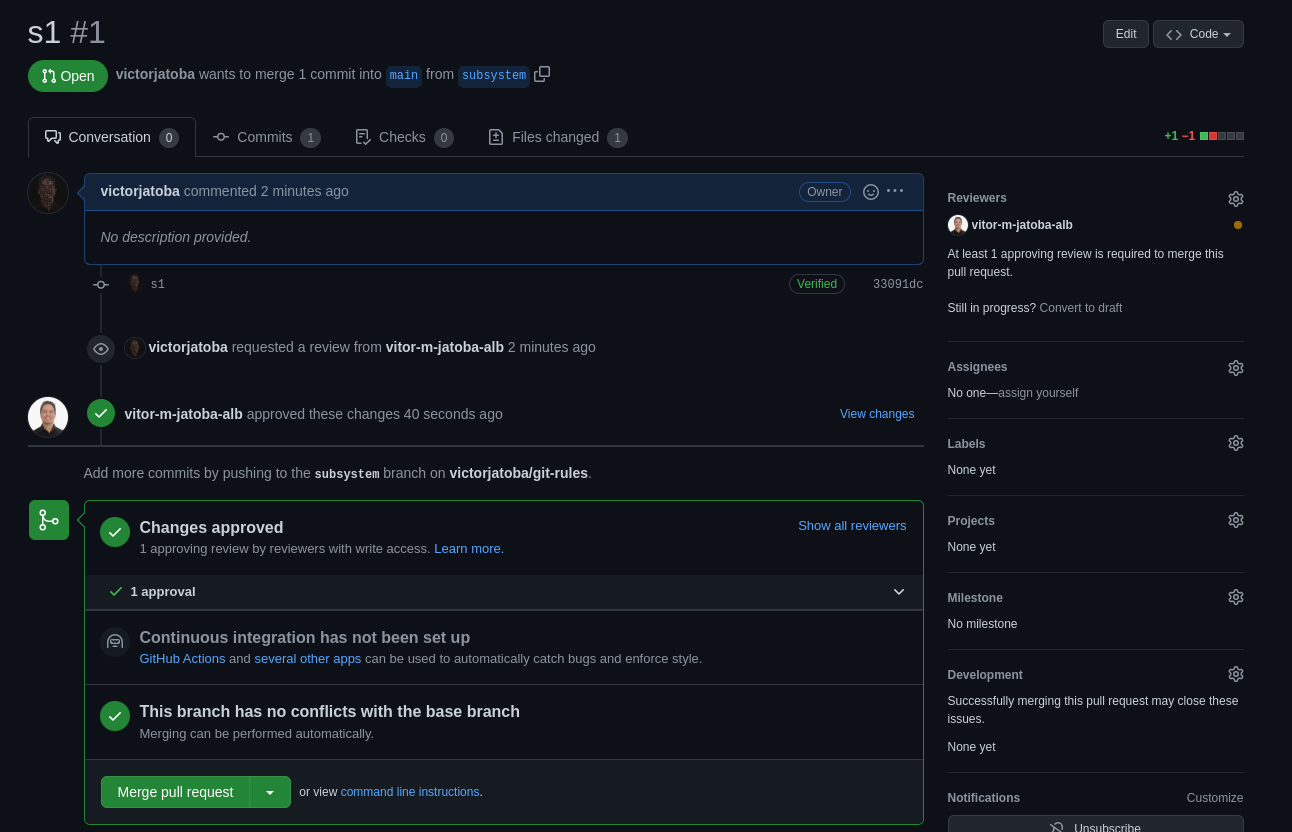 s1 #1
Edit
Code
Open
victorjatoba wants to merge 1 commit into main from subsystem
Conversation 0
Commits 1
Checks 0
Files changed 1
+1 −1
victorjatoba commented 2 minutes ago
Owner
No description provided.
s1
Verified
33091dc
victorjatoba requested a review from vitor-m-jatoba-alb 2 minutes ago
vitor-m-jatoba-alb approved these changes 40 seconds ago
View changes
Add more commits by pushing to the subsystem branch on victorjatoba/git-rules.
Changes approved
Show all reviewers
1 approving review by reviewers with write access. Learn more.
1 approval
Continuous integration has not been set up
GitHub Actions and several other apps can be used to automatically catch bugs and enforce style.
This branch has no conflicts with the base branch
Merging can be performed automatically.
Merge pull request
or view command line instructions.
Reviewers
vitor-m-jatoba-alb
At least 1 approving review is required to merge this
pull request.
Still in progress? Convert to draft
Assignees
No one—assign yourself
Labels
None yet
Projects
None yet
Milestone
No milestone
Development
Successfully merging this pull request may close these
issues.
None yet
Notifications
Customize
Unsubscribe